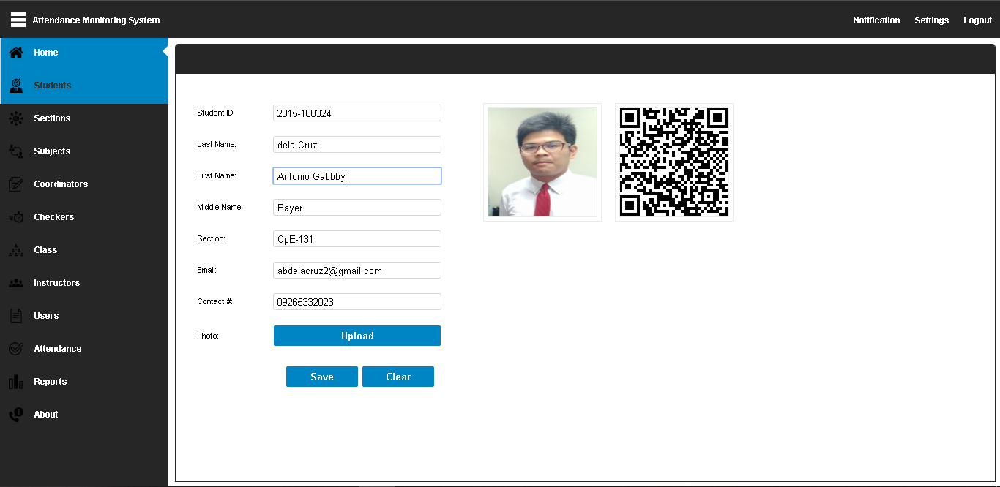 Attendance Monitoring System
Notification Settings Logout
Home
Students
Sections
Subjects
Coordinators
Checkers
Class
Instructors
Users
Attendance
Reports
About
Student ID: 2015-100324
Last Name: dela Cruz
First Name: Antonio Gabbby
Middle Name: Bayer
Section: CpE-131
Email: abdelacruz2@gmail.com
Contact #: 09265332023
Photo: Upload
Save Clear